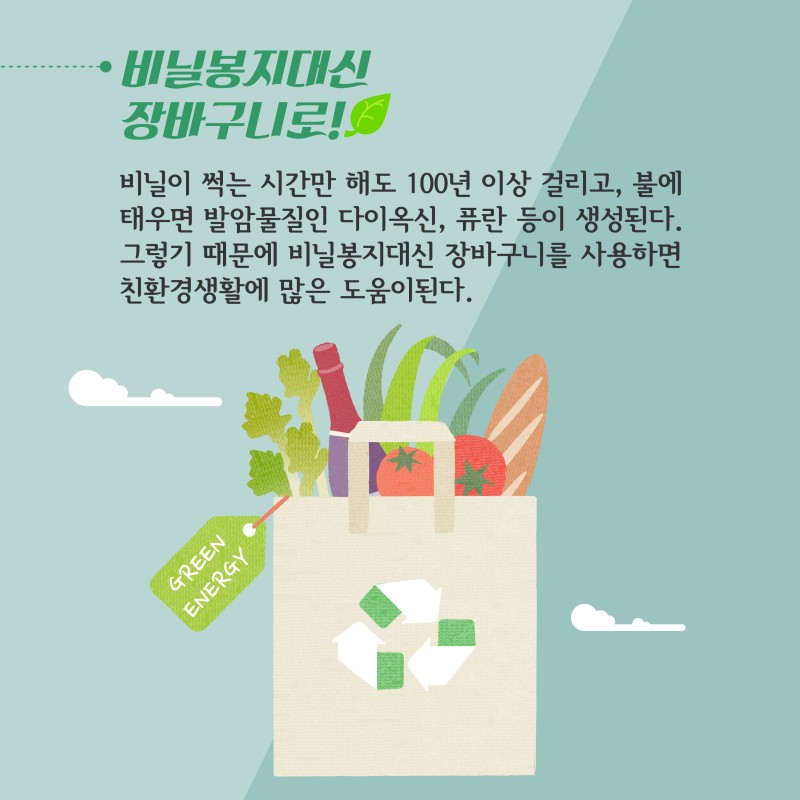 비닐봉지대신
장바구니로!
비닐이 썩는 시간만 해도 100년 이상 걸리고, 불에
태우면 발암물질인 다이옥신, 퓨란 등이 생성된다.
그렇기 때문에 비닐봉지대신 장바구니를 사용하면
친환경생활에 많은 도움이된다.
GREEN
ENERGY